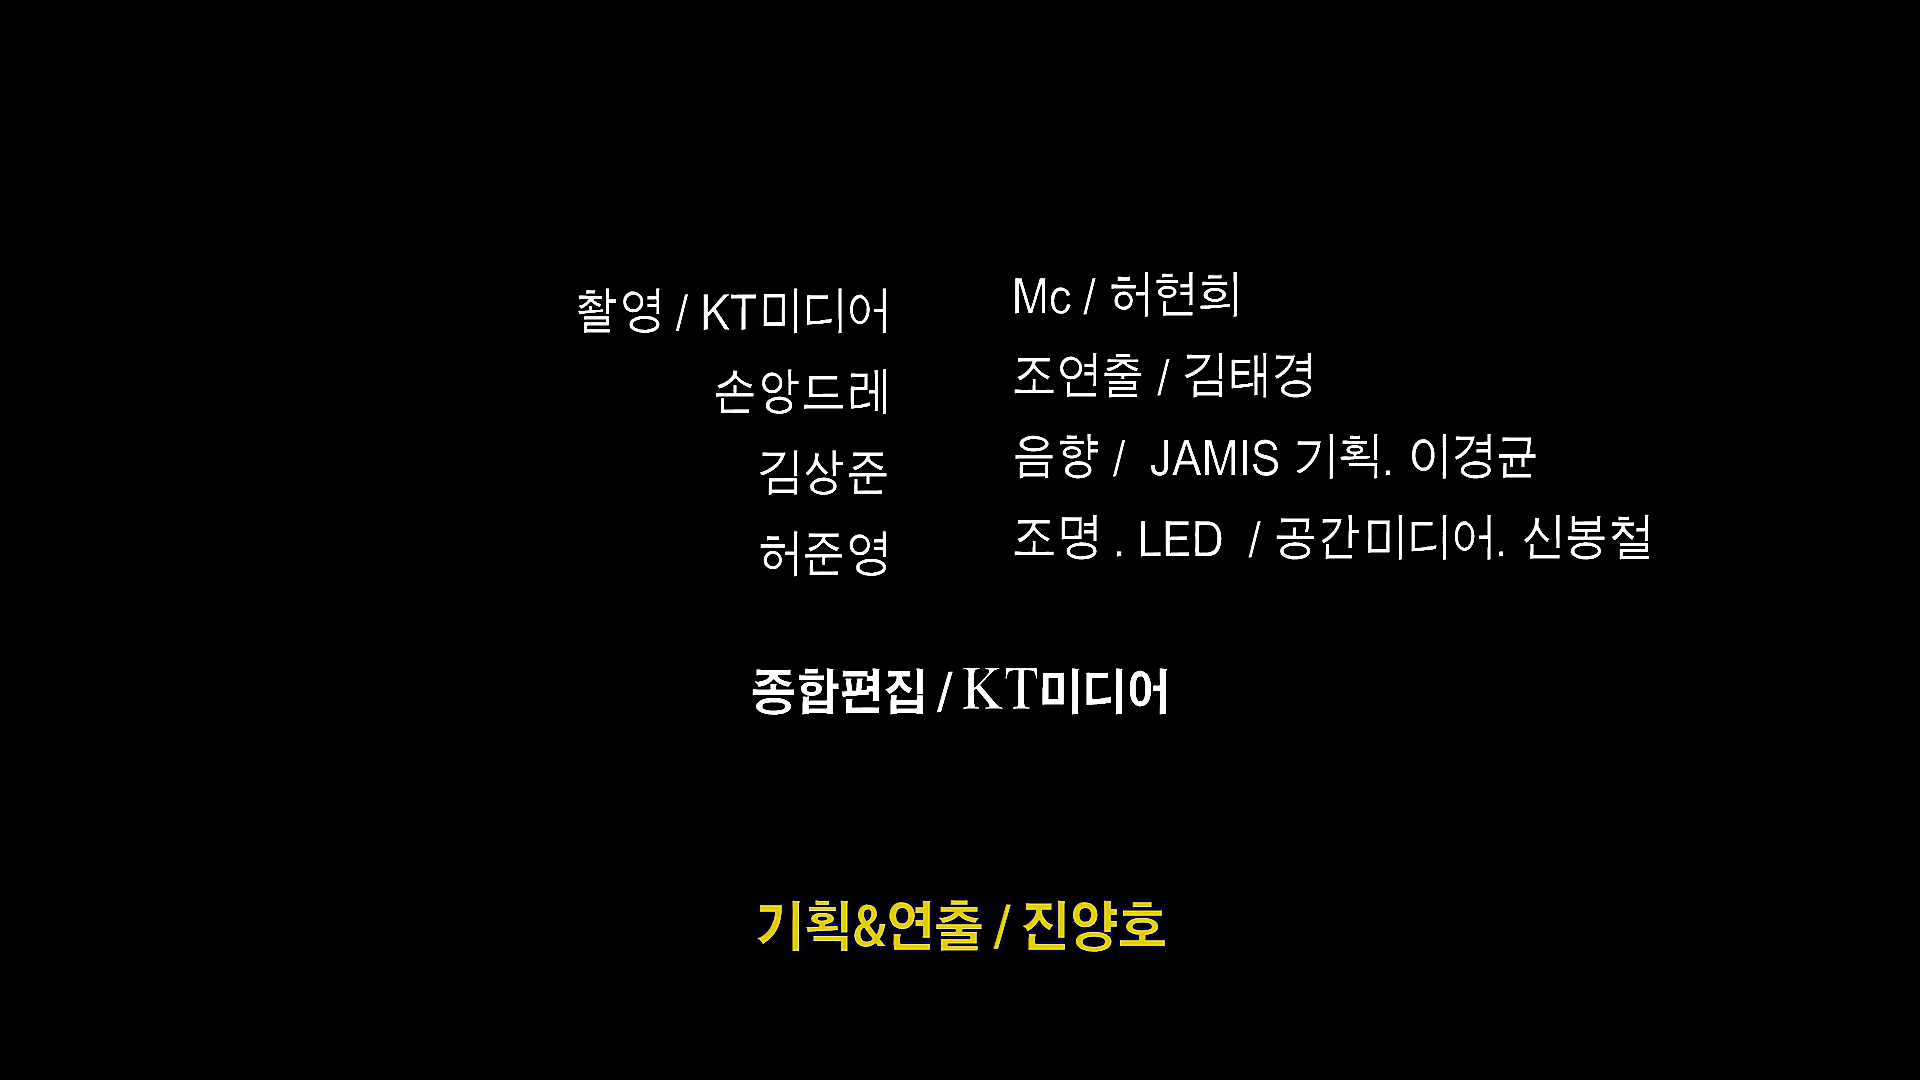 촬영 / KT미디어
손앙드레
김상준
허준영
Mc / 허현희
조연출 / 김태경
음향 / JAMIS 기획. 이경균
조명 . LED / 공간미디어. 신봉철
종합편집 / KT미디어
기획&연출 / 진양호